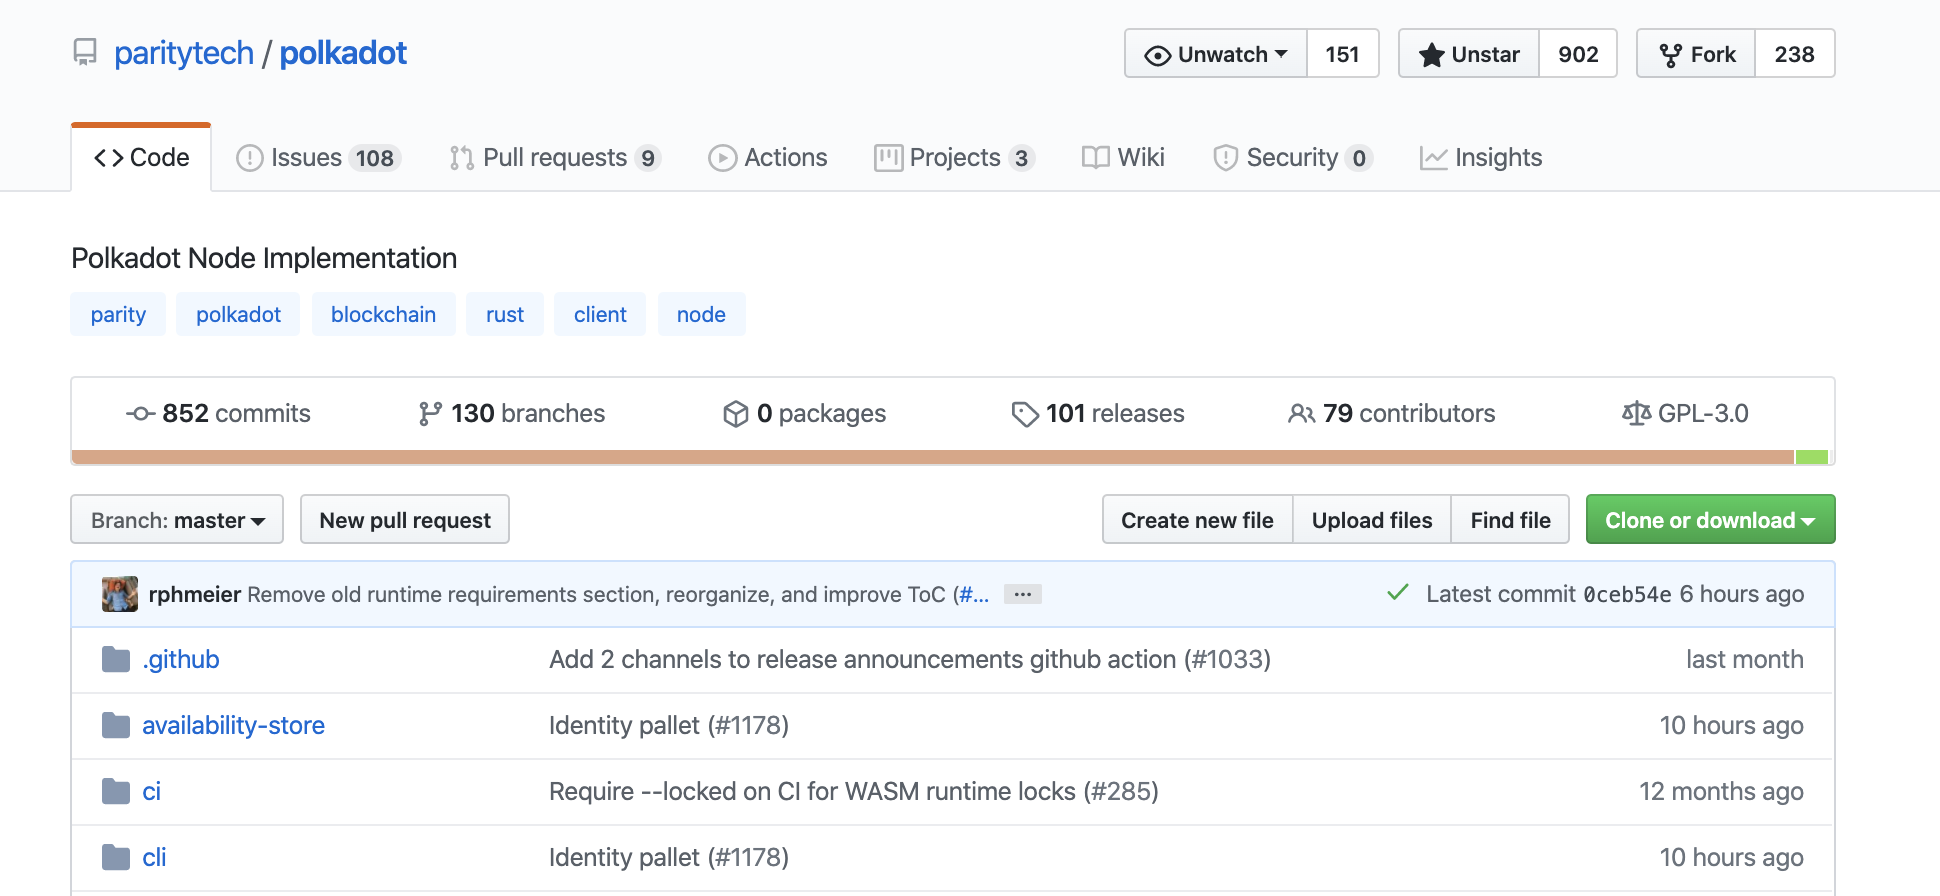 paritytech / polkadot
Unwatch 151 Unstar 902 Fork 238
Code Issues 108 Pull requests 9 Actions Projects 3 Wiki Security 0 Insights
Polkadot Node Implementation
parity polkadot blockchain rust client node
852 commits 130 branches 0 packages 101 releases 79 contributors GPL-3.0
Branch: master New pull request Create new file Upload files Find file Clone or download
rphmeier Remove old runtime requirements section, reorganize, and improve ToC (#... ... Latest commit 0ceb54e 6 hours ago
.github Add 2 channels to release announcements github action (#1033) last month
availability-store Identity pallet (#1178) 10 hours ago
ci Require --locked on CI for WASM runtime locks (#285) 12 months ago
cli Identity pallet (#1178) 10 hours ago